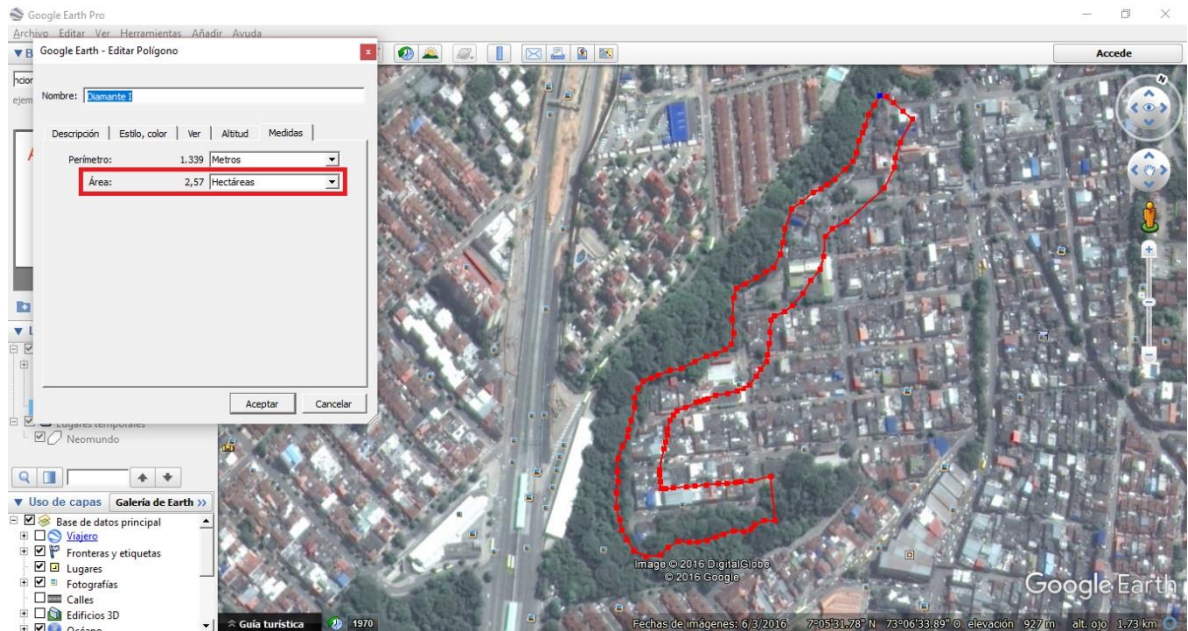 Google Earth Pro
Archivo Editar Ver Herramientas Añadir Ayuda
Google Earth - Editar Polígono
x
Accede
Nombre: Diamante I
Descripción Estilo, color Ver Altitud Medidas
Perímetro: 1.339 Metros
Área: 2,57 Hectáreas
Aceptar Cancelar
Lugares temporales
Neomundo
Uso de capas Galería de Earth >>
Base de datos principal
Viajero
Fronteras y etiquetas
Lugares
Fotografías
Calles
Edificios 3D
Océano
N
Image © 2016 DigitalGlobe
© 2016 Google
Google Earth
Guía turística 1970
Fechas de imágenes: 6/3/2016 7°05'31.78" N 73°06'33.89" O elevación 927 m alt. ojo 1.73 km